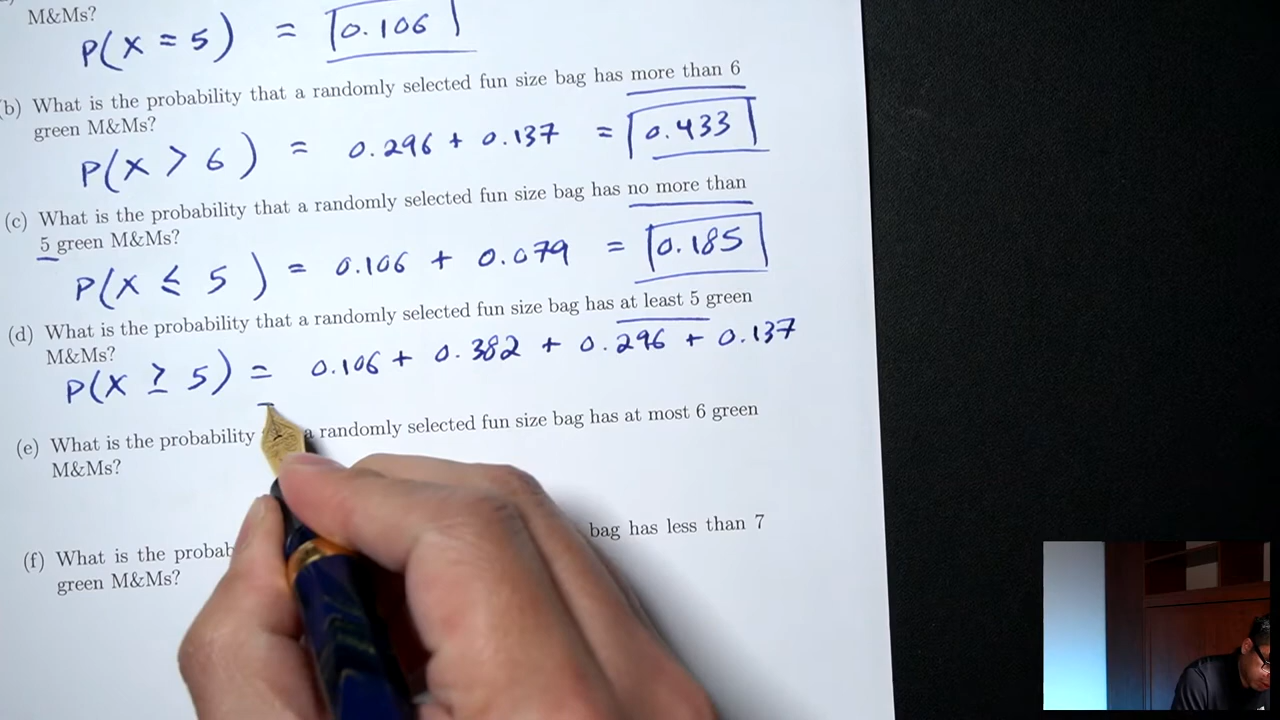 M&Ms?
P(X = 5) = 0.106
(b) What is the probability that a randomly selected fun size bag has more than 6
green M&Ms?
P(X > 6) = 0.296 + 0.137 = 0.433
(c) What is the probability that a randomly selected fun size bag has no more than
5 green M&Ms?
P(X ≤ 5) = 0.106 + 0.079 = 0.185
(d) What is the probability that a randomly selected fun size bag has at least 5 green
M&Ms?
P(X ≥ 5) = 0.106 + 0.382 + 0.296 + 0.137
(e) What is the probability a randomly selected fun size bag has at most 6 green
M&Ms?
(f) What is the probab bag has less than 7
green M&Ms?